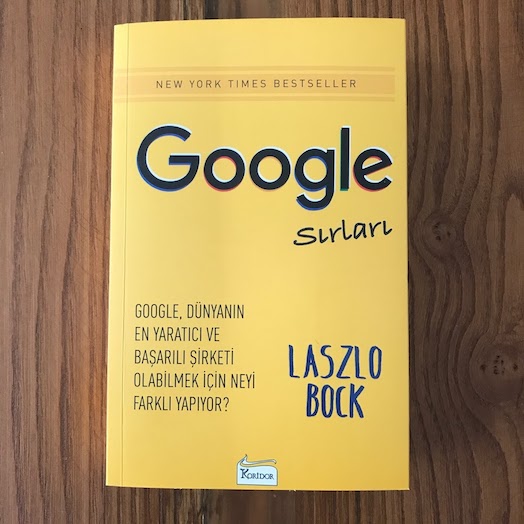 NEW YORK TIMES BESTSELLER
Google
Sırları
GOOGLE, DÜNYANIN
EN YARATICI VE
BAŞARILI ŞİRKETİ
OLABİLMEK İÇİN NEYİ
FARKLI YAPIYOR?
LASZLO
BOCK
KORİDOR